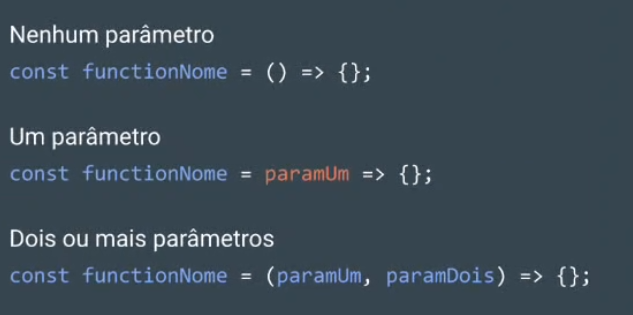 Nenhum parâmetro
const functionNome = () => {};
Um parâmetro
const functionNome = paramUm => {};
Dois ou mais parâmetros
const functionNome = (paramUm, paramDois) => {};